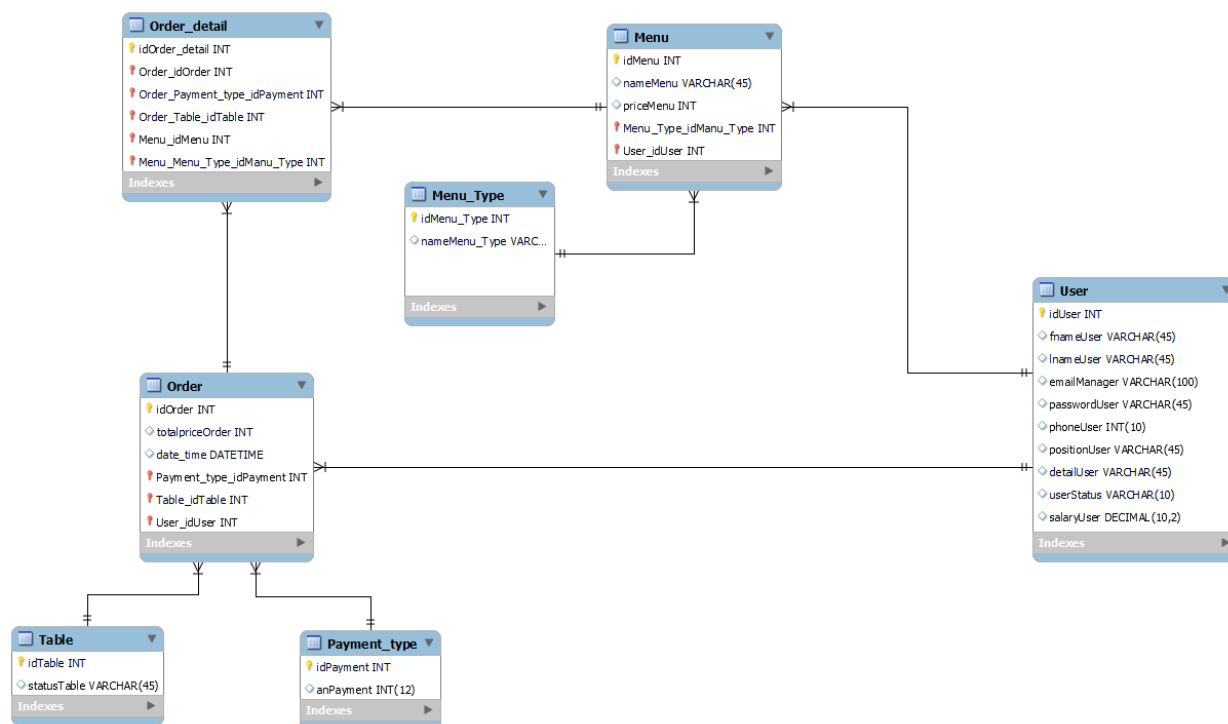 Order_detail
idOrder_detail INT
Order_idOrder INT
Order_Payment_type_idPayment INT
Order_Table_idTable INT
Menu_idMenu INT
Menu_Menu_Type_idManu_Type INT
Indexes
Menu
idMenu INT
nameMenu VARCHAR(45)
priceMenu INT
Menu_Type_idManu_Type INT
User_idUser INT
Indexes
Menu_Type
idMenu_Type INT
nameMenu_Type VARC...
Indexes
User
idUser INT
fnameUser VARCHAR(45)
lnameUser VARCHAR(45)
emailManager VARCHAR(100)
passwordUser VARCHAR(45)
phoneUser INT(10)
positionUser VARCHAR(45)
detailUser VARCHAR(45)
userStatus VARCHAR(10)
salaryUser DECIMAL(10,2)
Indexes
Order
idOrder INT
totalpriceOrder INT
date_time DATETIME
Payment_type_idPayment INT
Table_idTable INT
User_idUser INT
Indexes
Table
idTable INT
statusTable VARCHAR(45)
Indexes
Payment_type
idPayment INT
anPayment INT(12)
Indexes